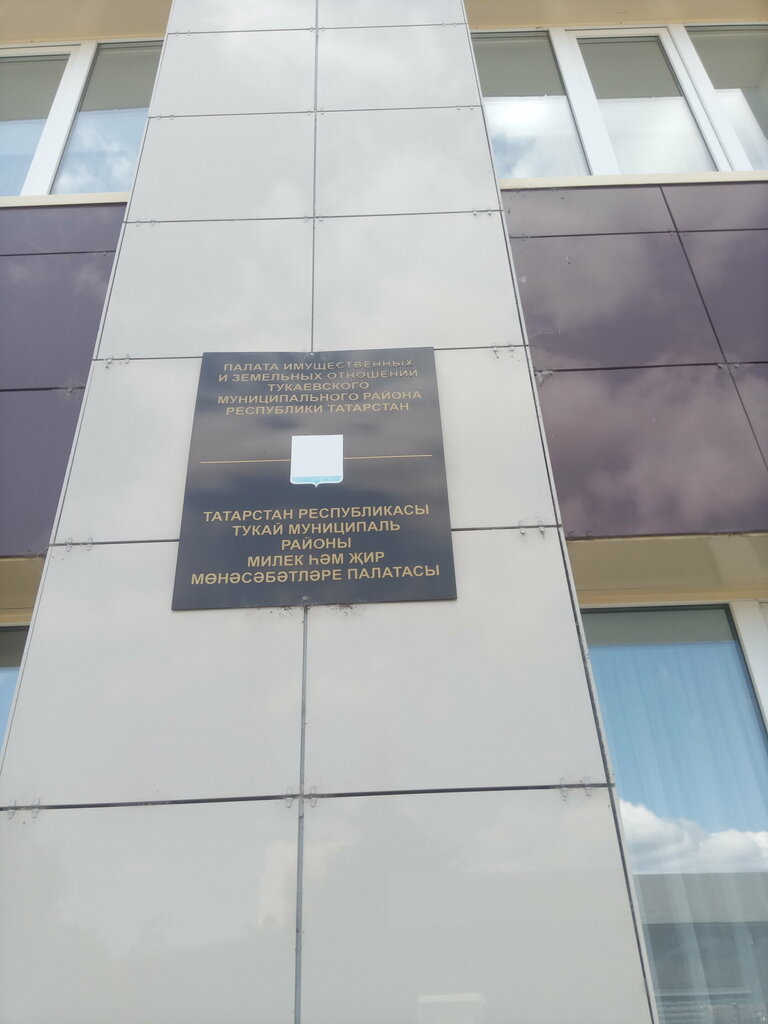 ПАЛАТА ИМУЩЕСТВЕННЫХ
И ЗЕМЕЛЬНЫХ ОТНОШЕНИЙ
ТУКАЕВСКОГО
МУНИЦИПАЛЬНОГО РАЙОНА
РЕСПУБЛИКИ ТАТАРСТАН
ТАТАРСТАН РЕСПУБЛИКАСЫ
ТУКАЙ МУНИЦИПАЛЬ
РАЙОНЫ
МИЛЕК ҺӘМ ҖИР
МӨНӘСӘБӘТЛӘРЕ ПАЛАТАСЫ